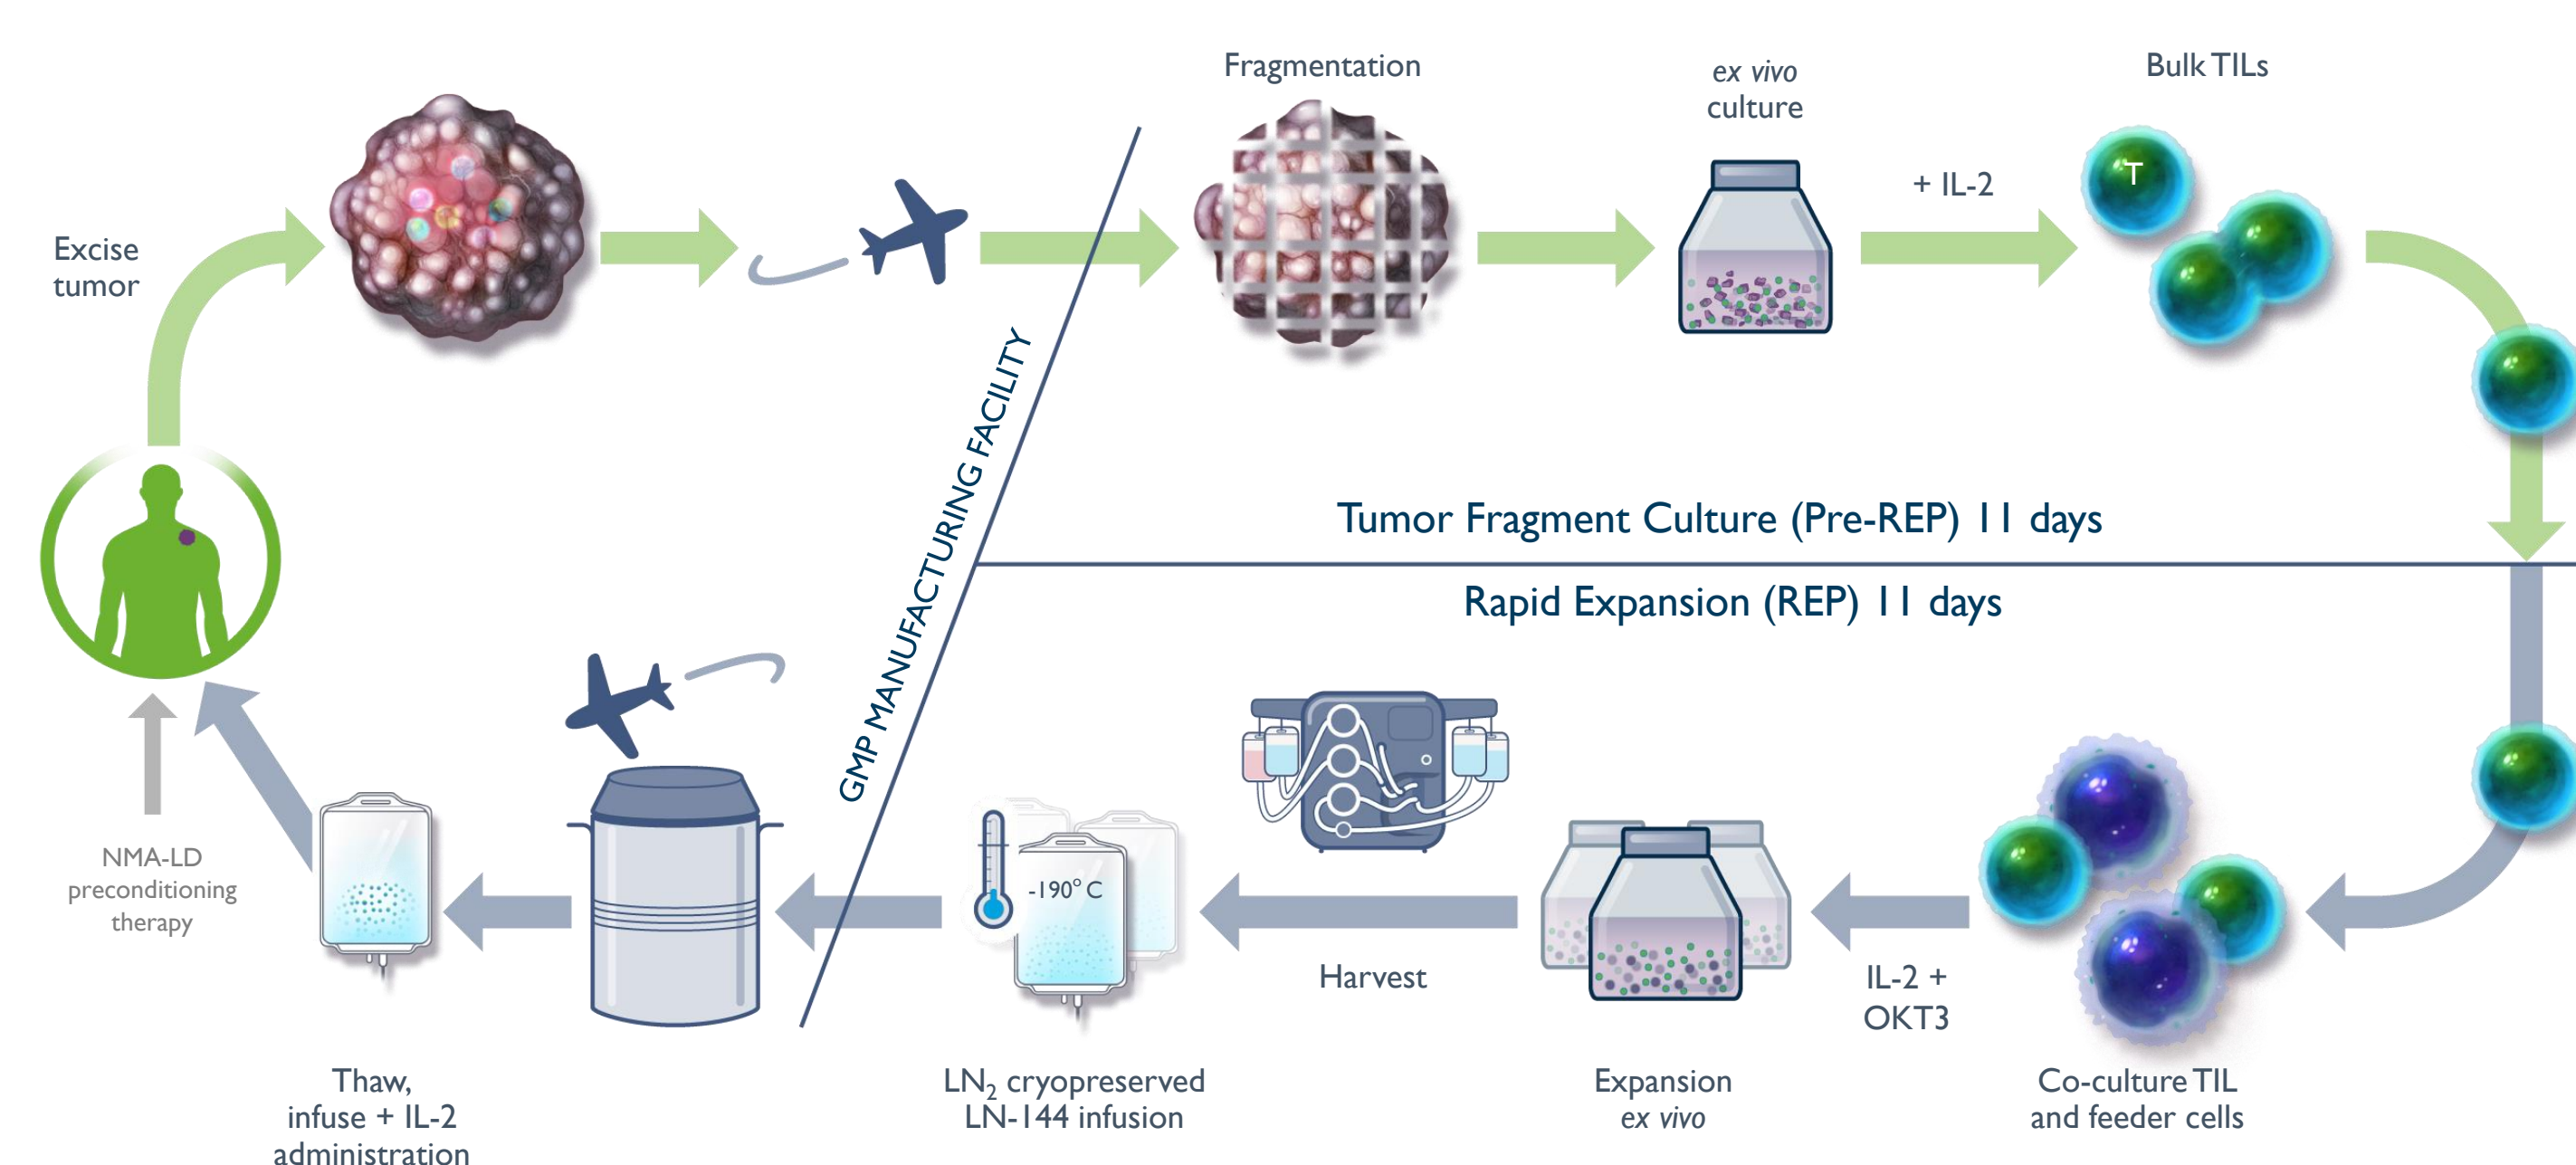 Fragmentation
ex vivo
culture
Bulk TILs
T
+ IL-2
Excise
tumor
GMP MANUFACTURING FACILITY
Tumor Fragment Culture (Pre-REP) 11 days
Rapid Expansion (REP) 11 days
NMA-LD
preconditioning
therapy
-190° C
Harvest
IL-2 +
OKT3
Thaw,
infuse + IL-2
administration
LN₂ cryopreserved
LN-144 infusion
Expansion
ex vivo
Co-culture TIL
and feeder cells